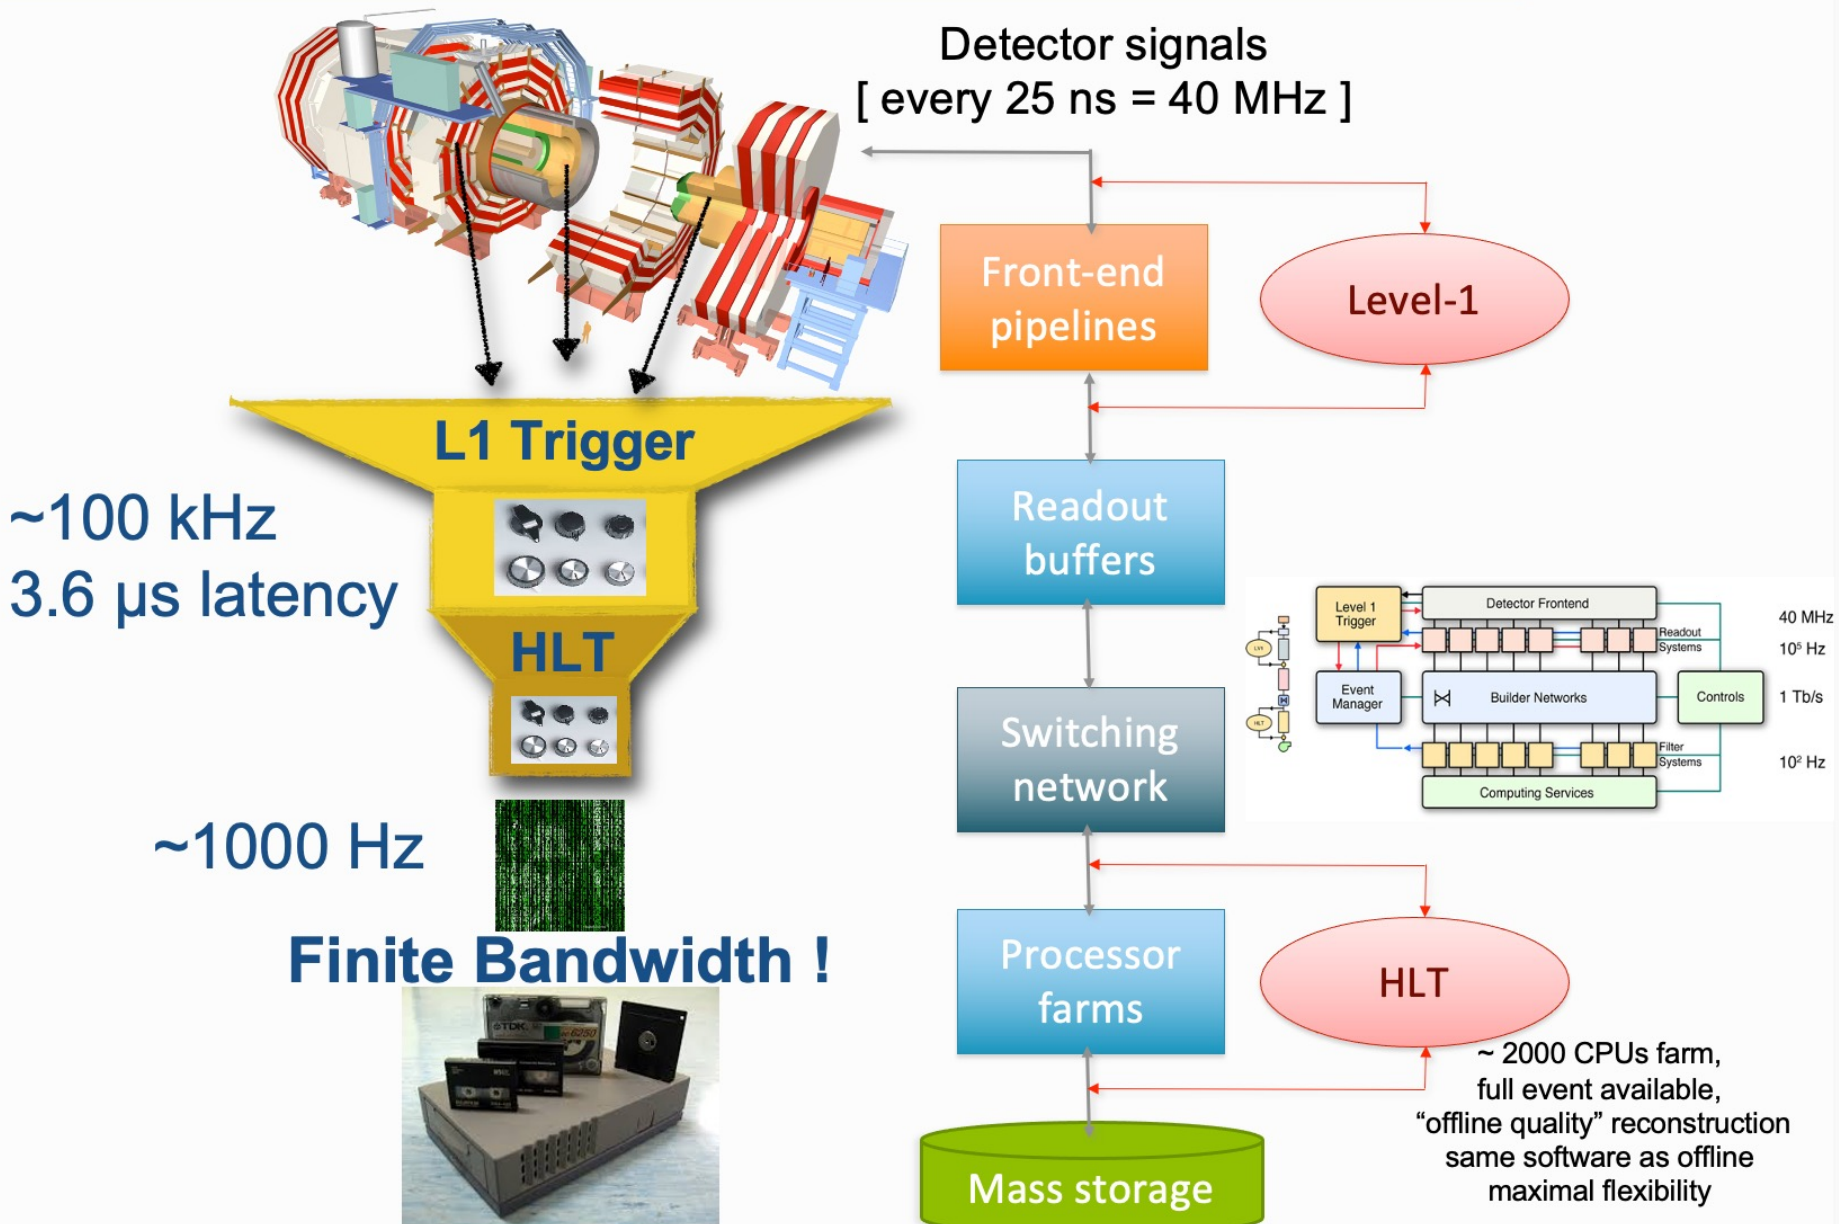 Detector signals
[ every 25 ns = 40 MHz ]
L1 Trigger
~100 kHz
3.6 µs latency
HLT
~1000 Hz
Finite Bandwidth !
TDK
Front-end
pipelines
Level-1
Readout
buffers
Switching
network
Processor
farms
HLT
~ 2000 CPUs farm,
full event available,
“offline quality” reconstruction
same software as offline
maximal flexibility
Mass storage
Level 1
Trigger
Detector Frontend
40 MHz
Readout
Systems
10⁵ Hz
Event
Manager
Builder Networks
Controls
1 Tb/s
Filter
Systems
10² Hz
Computing Services
HLT